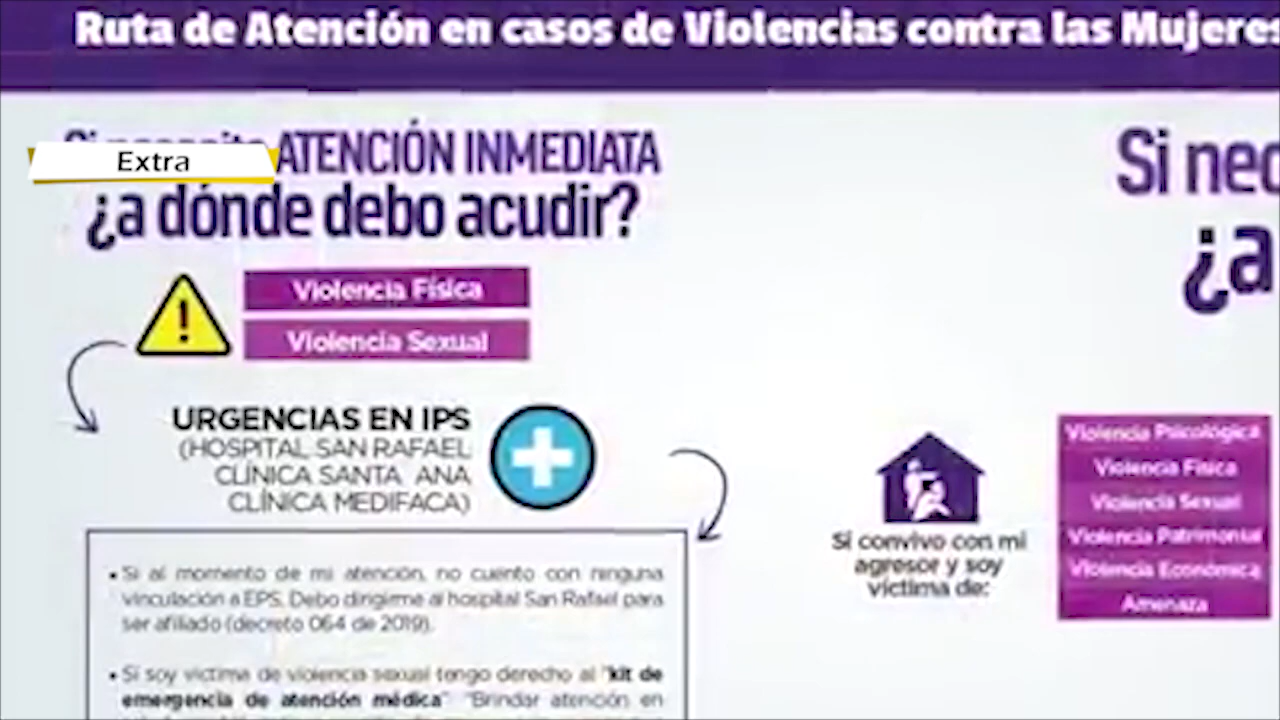 Ruta de Atención en casos de Violencias contra las Mujeres
ATENCIÓN INMEDIATA
¿a dónde debo acudir?
Extra
Violencia Física
Violencia Sexual
URGENCIAS EN IPS
(HOSPITAL SAN RAFAEL
CLÍNICA SANTA ANA
CLÍNICA MEDIFACA)
• Si al momento de mi atención, no cuento con ninguna
vinculación a EPS. Debo dirigirme al hospital San Rafael para
ser afiliado (decreto 064 de 2019).
• Si soy víctima de violencia sexual tengo derecho al "kit de
emergencia de atención médica" "Brindar atención en
Si nec
¿a
Si convivo con mi
agresor y soy
víctima de:
Violencia Psicológica
Violencia Física
Violencia Sexual
Violencia Patrimonial
Violencia Económica
Amenaza